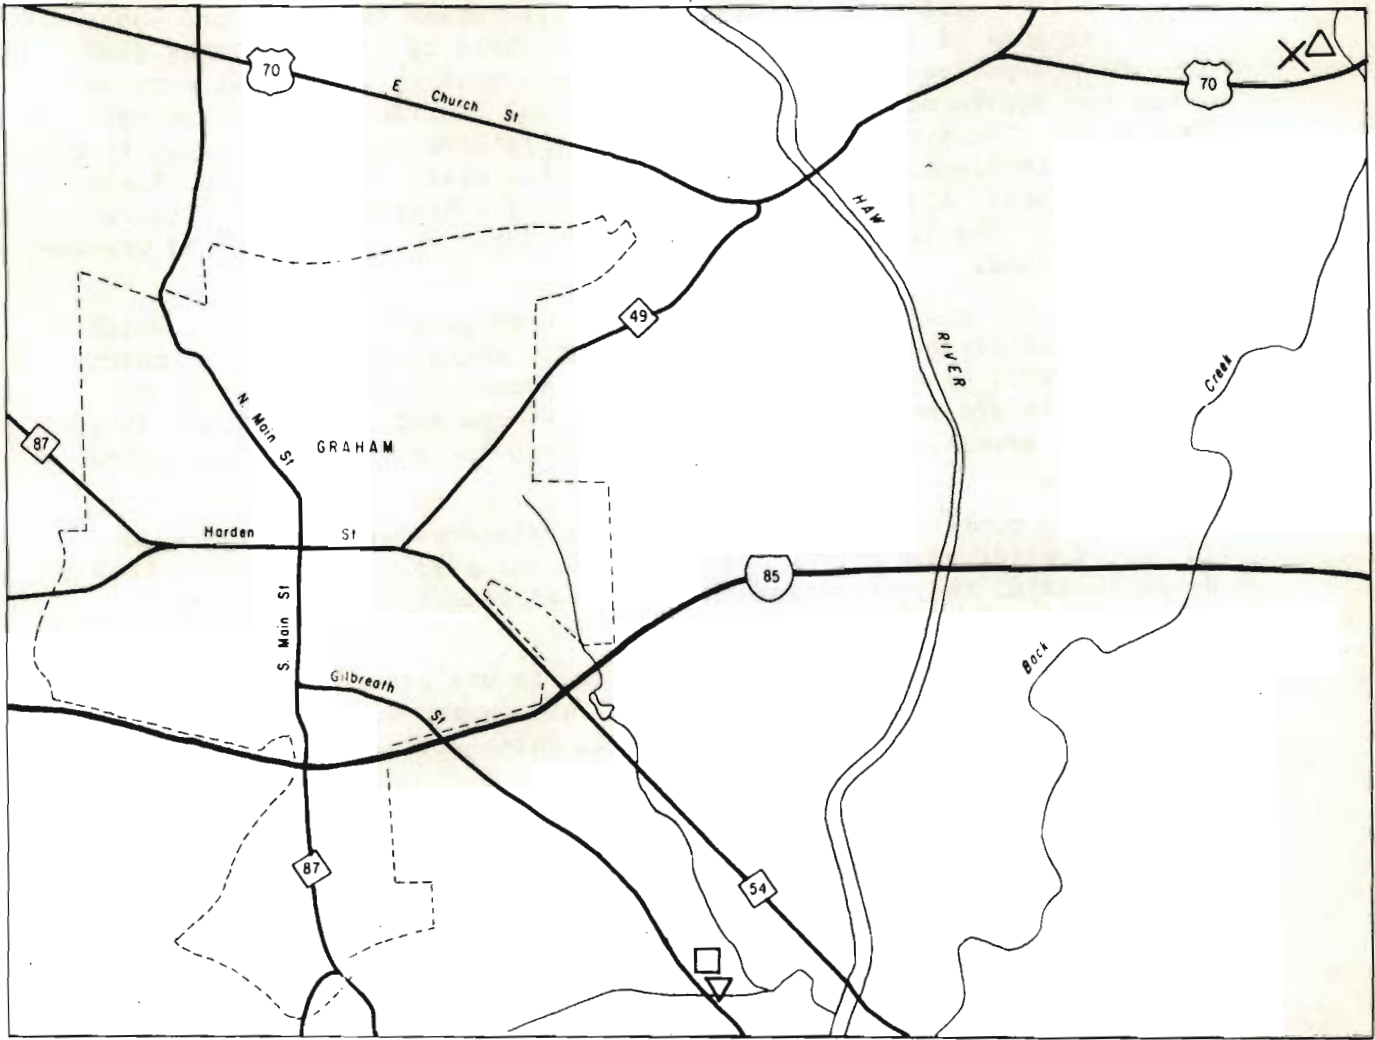 70
E Church St
70
HAW RIVER
49
N. Main St
GRAHAM
87
Creek
Harden St
85
S. Main St
Back
Gilbreath St
87
54